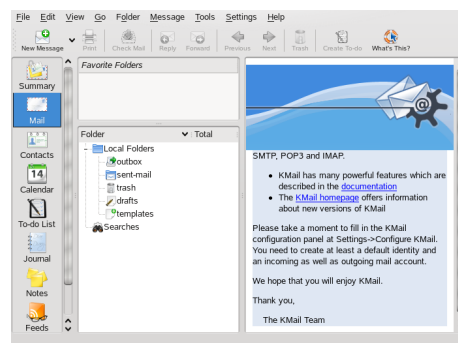 File Edit View Go Folder Message Tools Settings Help
New Message Print Check Mail Reply Forward Previous Next Trash Create To-do What's This?
Summary
Mail
Contacts
14
Calendar
To-do List
Journal
Notes
Feeds
Favorite Folders
Folder Total
Local Folders
outbox
sent-mail
trash
drafts
templates
Searches
@
SMTP, POP3 and IMAP.
• KMail has many powerful features which are
described in the documentation
• The KMail homepage offers information
about new versions of KMail
Please take a moment to fill in the KMail
configuration panel at Settings->Configure KMail.
You need to create at least a default identity and
an incoming as well as outgoing mail account.
We hope that you will enjoy KMail.
Thank you,
The KMail Team